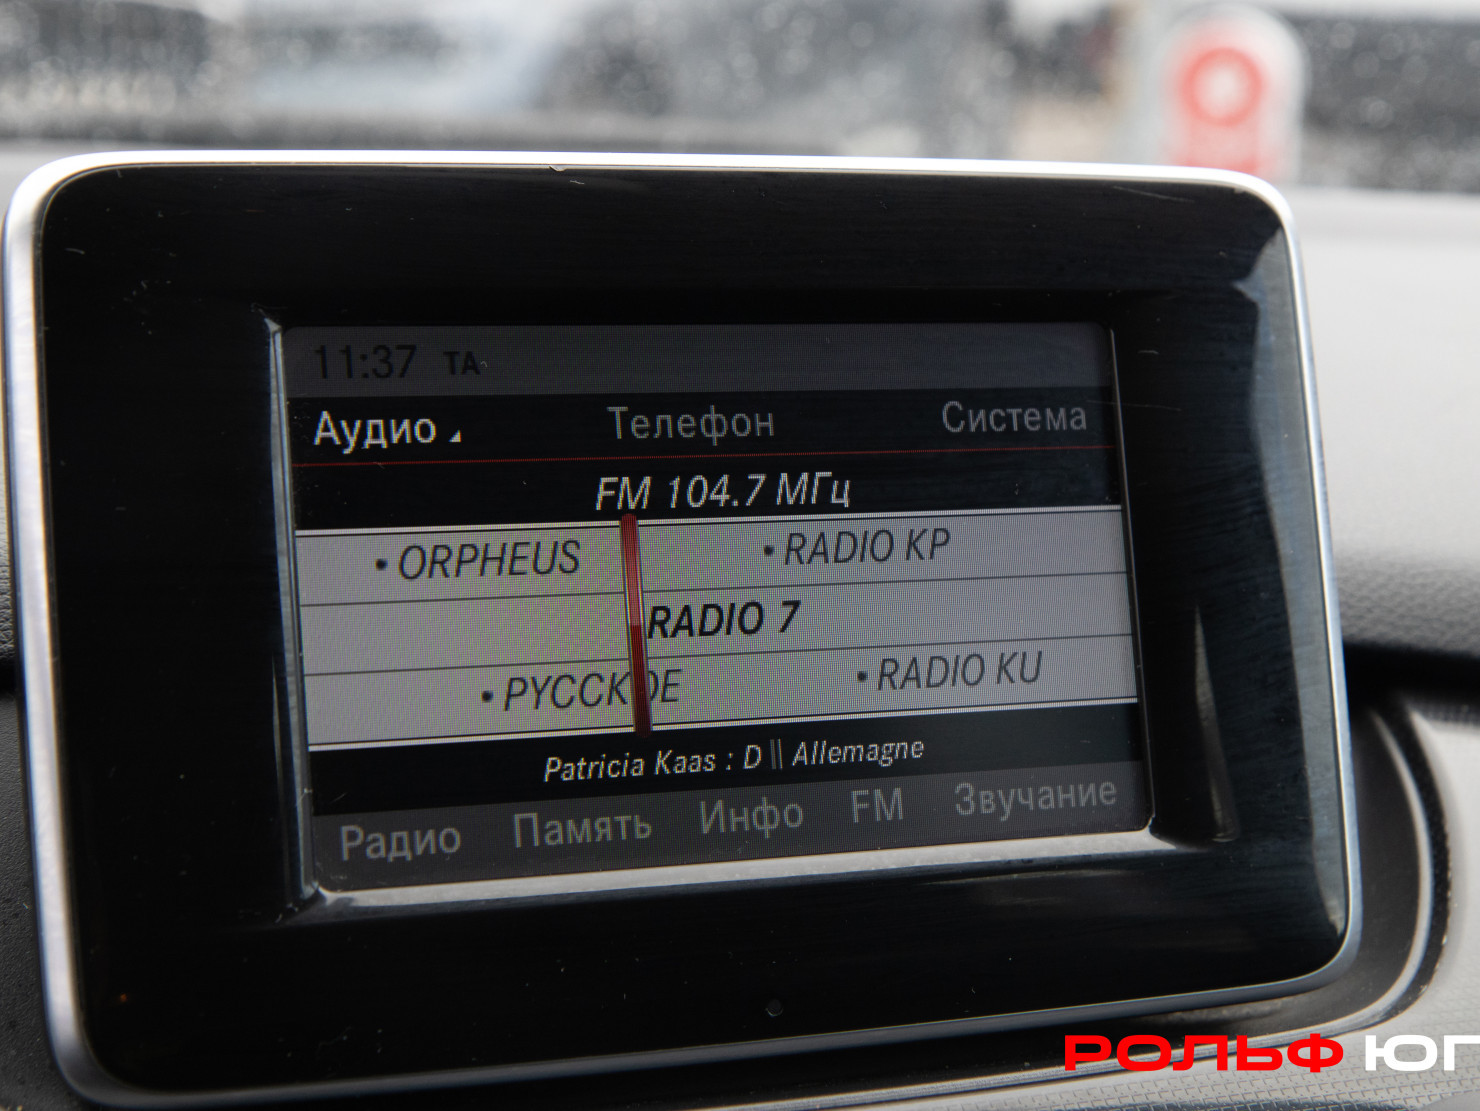 11:37 TA
Аудио Телефон Система
FM 104.7 МГц
• ORPHEUS • RADIO KP
RADIO 7
• РУССКОЕ • RADIO KU
Patricia Kaas : D || Allemagne
Радио Память Инфо FM Звучание
РОЛЬФ ЮГ